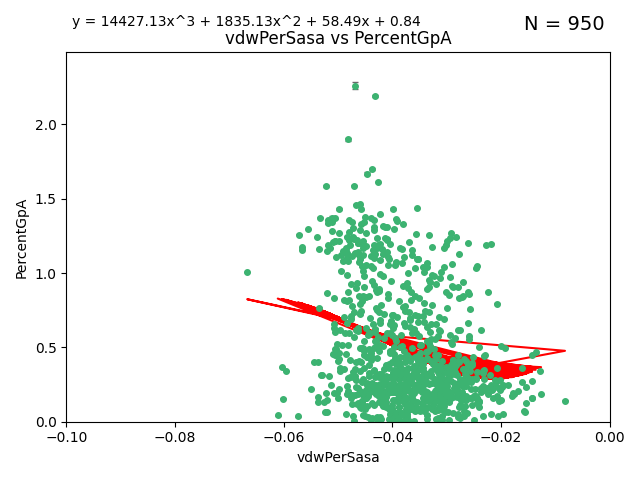 y = 14427.13x^3 + 1835.13x^2 + 58.49x + 0.84
N = 950
vdwPerSasa vs PercentGpA
PercentGpA
2.0
1.5
1.0
0.5
0.0
−0.10 −0.08 −0.06 −0.04 −0.02 0.00
vdwPerSasa